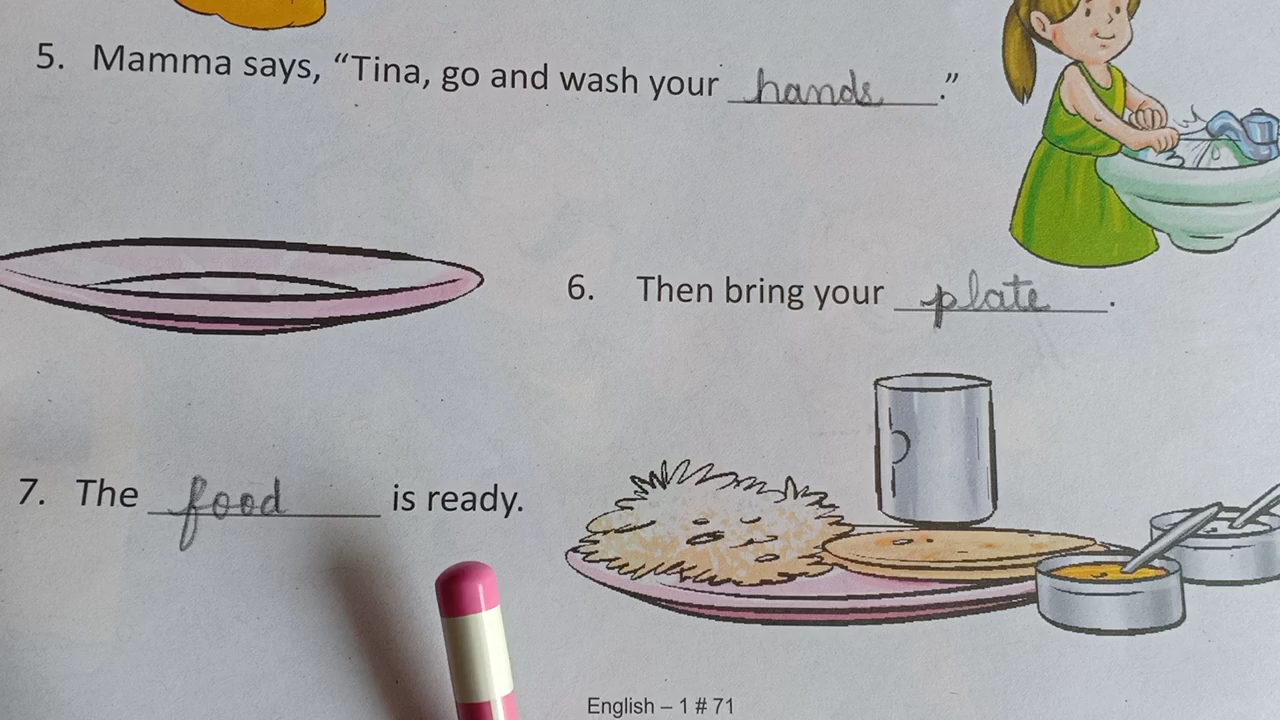 5. Mamma says, “Tina, go and wash your hands.”
6. Then bring your plate.
7. The food is ready.
English – 1 # 71